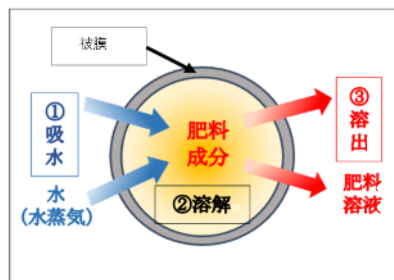 被膜
①
吸
水
水
(水蒸気)
肥料
成分
②溶解
③
溶
出
肥料
溶液